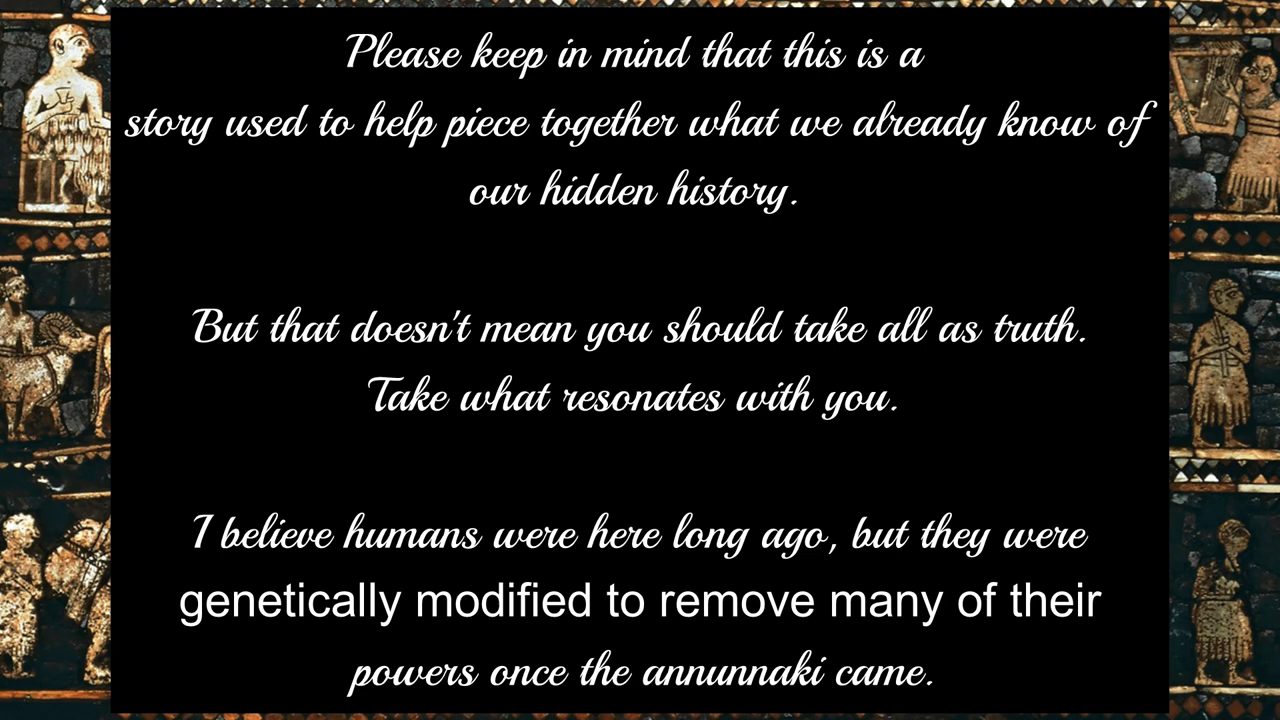 Please keep in mind that this is a
story used to help piece together what we already know of
our hidden history.
But that doesn't mean you should take all as truth.
Take what resonates with you.
I believe humans were here long ago, but they were
genetically modified to remove many of their
powers once the annunnaki came.